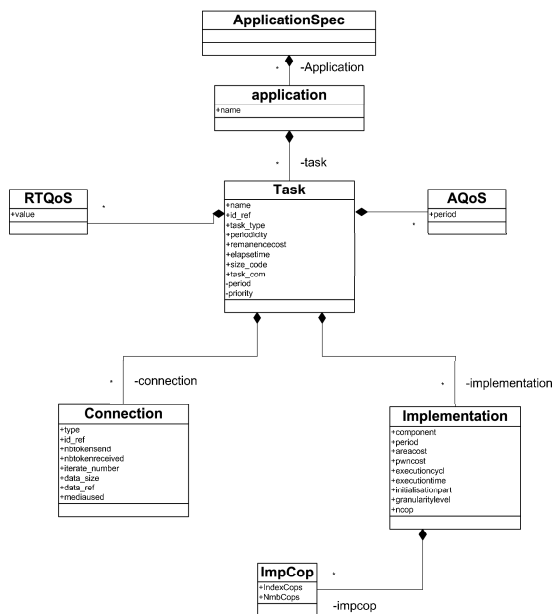 ApplicationSpec
* -Application
application
+name
* -task
RTQoS
+value
*
Task
+name
+id_ref
+task_type
+periodicity
+remanencecost
+elapsetime
+size_code
+task_com
-period
-priority
AQoS
+period
*
* -connection
* -implementation
Connection
+type
+id_ref
+nbtokensend
+nbtokenreceived
+iterate_number
+data_size
+data_ref
+mediaused
Implementation
+component
+period
+areacost
+pwncost
+executioncycl
+executiontime
+initialisationpart
+granularitylevel
+ncop
ImpCop
+IndexCops
+NmbCops
*
-impcop